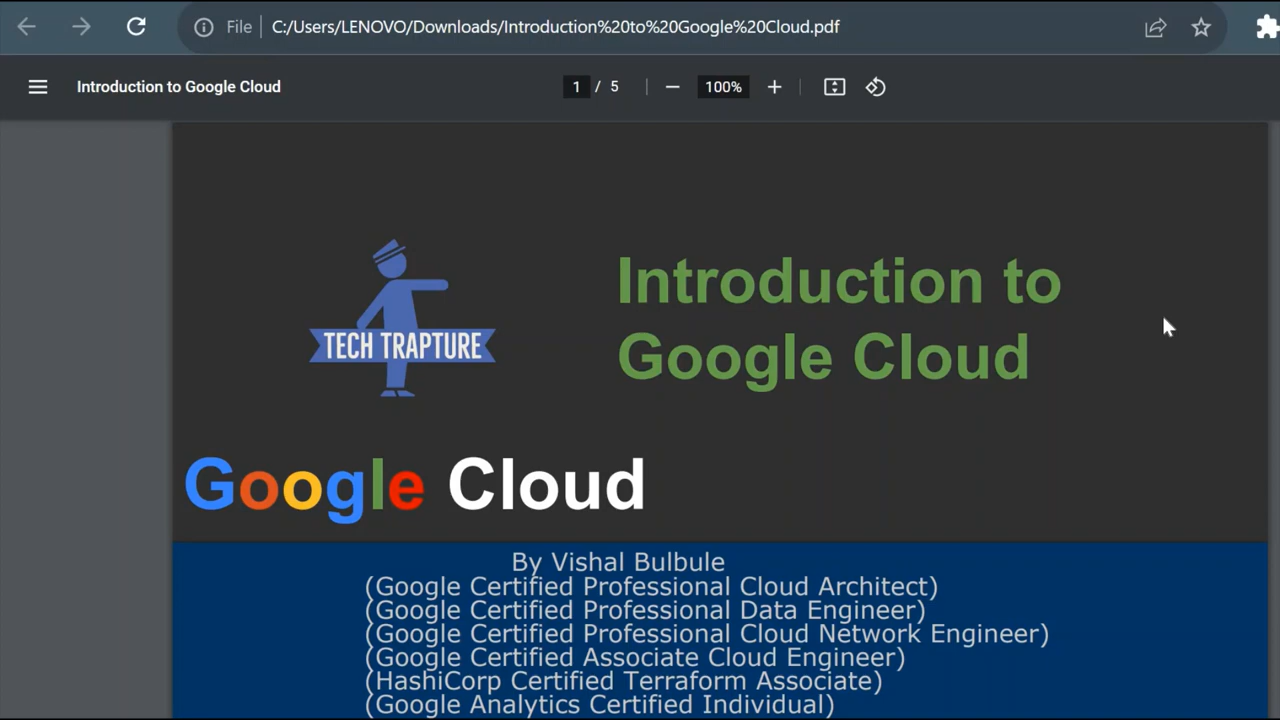 File C:/Users/LENOVO/Downloads/Introduction%20to%20Google%20Cloud.pdf
Introduction to Google Cloud 1 / 5 100%
Introduction to
Google Cloud
TECH TRAPTURE
Google Cloud
By Vishal Bulbule
(Google Certified Professional Cloud Architect)
(Google Certified Professional Data Engineer)
(Google Certified Professional Cloud Network Engineer)
(Google Certified Associate Cloud Engineer)
(HashiCorp Certified Terraform Associate)
(Google Analytics Certified Individual)